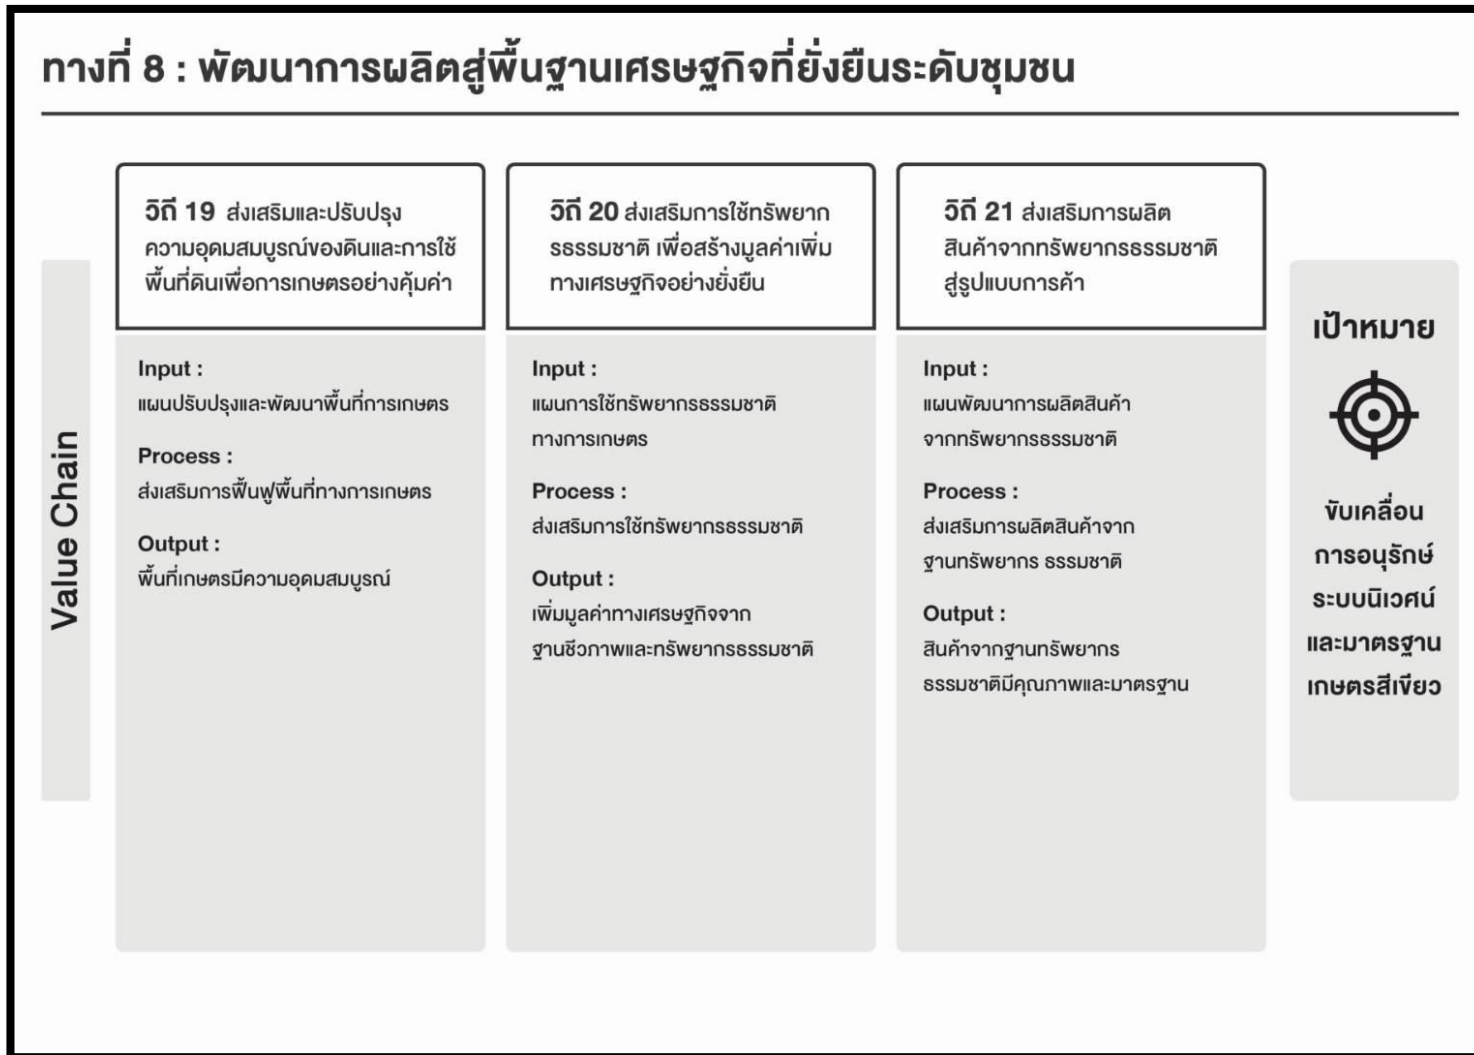 ทางที่ 8 : พัฒนาการผลิตสู่พื้นฐานเศรษฐกิจที่ยั่งยืนระดับชุมชน
Value Chain
วิถี 19 ส่งเสริมและปรับปรุง
ความอุดมสมบูรณ์ของดินและการใช้
พื้นที่ดินเพื่อการเกษตรอย่างคุ้มค่า
Input :
แผนปรับปรุงและพัฒนาพื้นที่การเกษตร
Process :
ส่งเสริมการฟื้นฟูพื้นที่ทางการเกษตร
Output :
พื้นที่เกษตรมีความอุดมสมบูรณ์
วิถี 20 ส่งเสริมการใช้ทรัพยาก
รธรรมชาติ เพื่อสร้างมูลค่าเพิ่ม
ทางเศรษฐกิจอย่างยั่งยืน
Input :
แผนการใช้ทรัพยากรธรรมชาติ
ทางการเกษตร
Process :
ส่งเสริมการใช้ทรัพยากรธรรมชาติ
Output :
เพิ่มมูลค่าทางเศรษฐกิจจาก
ฐานชีวภาพและทรัพยากรธรรมชาติ
วิถี 21 ส่งเสริมการผลิต
สินค้าจากทรัพยากรธรรมชาติ
สู่รูปแบบการค้า
Input :
แผนพัฒนาการผลิตสินค้า
จากทรัพยากรธรรมชาติ
Process :
ส่งเสริมการผลิตสินค้าจาก
ฐานทรัพยากร ธรรมชาติ
Output :
สินค้าจากฐานทรัพยากร
ธรรมชาติมีคุณภาพและมาตรฐาน
เป้าหมาย
ขับเคลื่อน
การอนุรักษ์
ระบบนิเวศน์
และมาตรฐาน
เกษตรสีเขียว